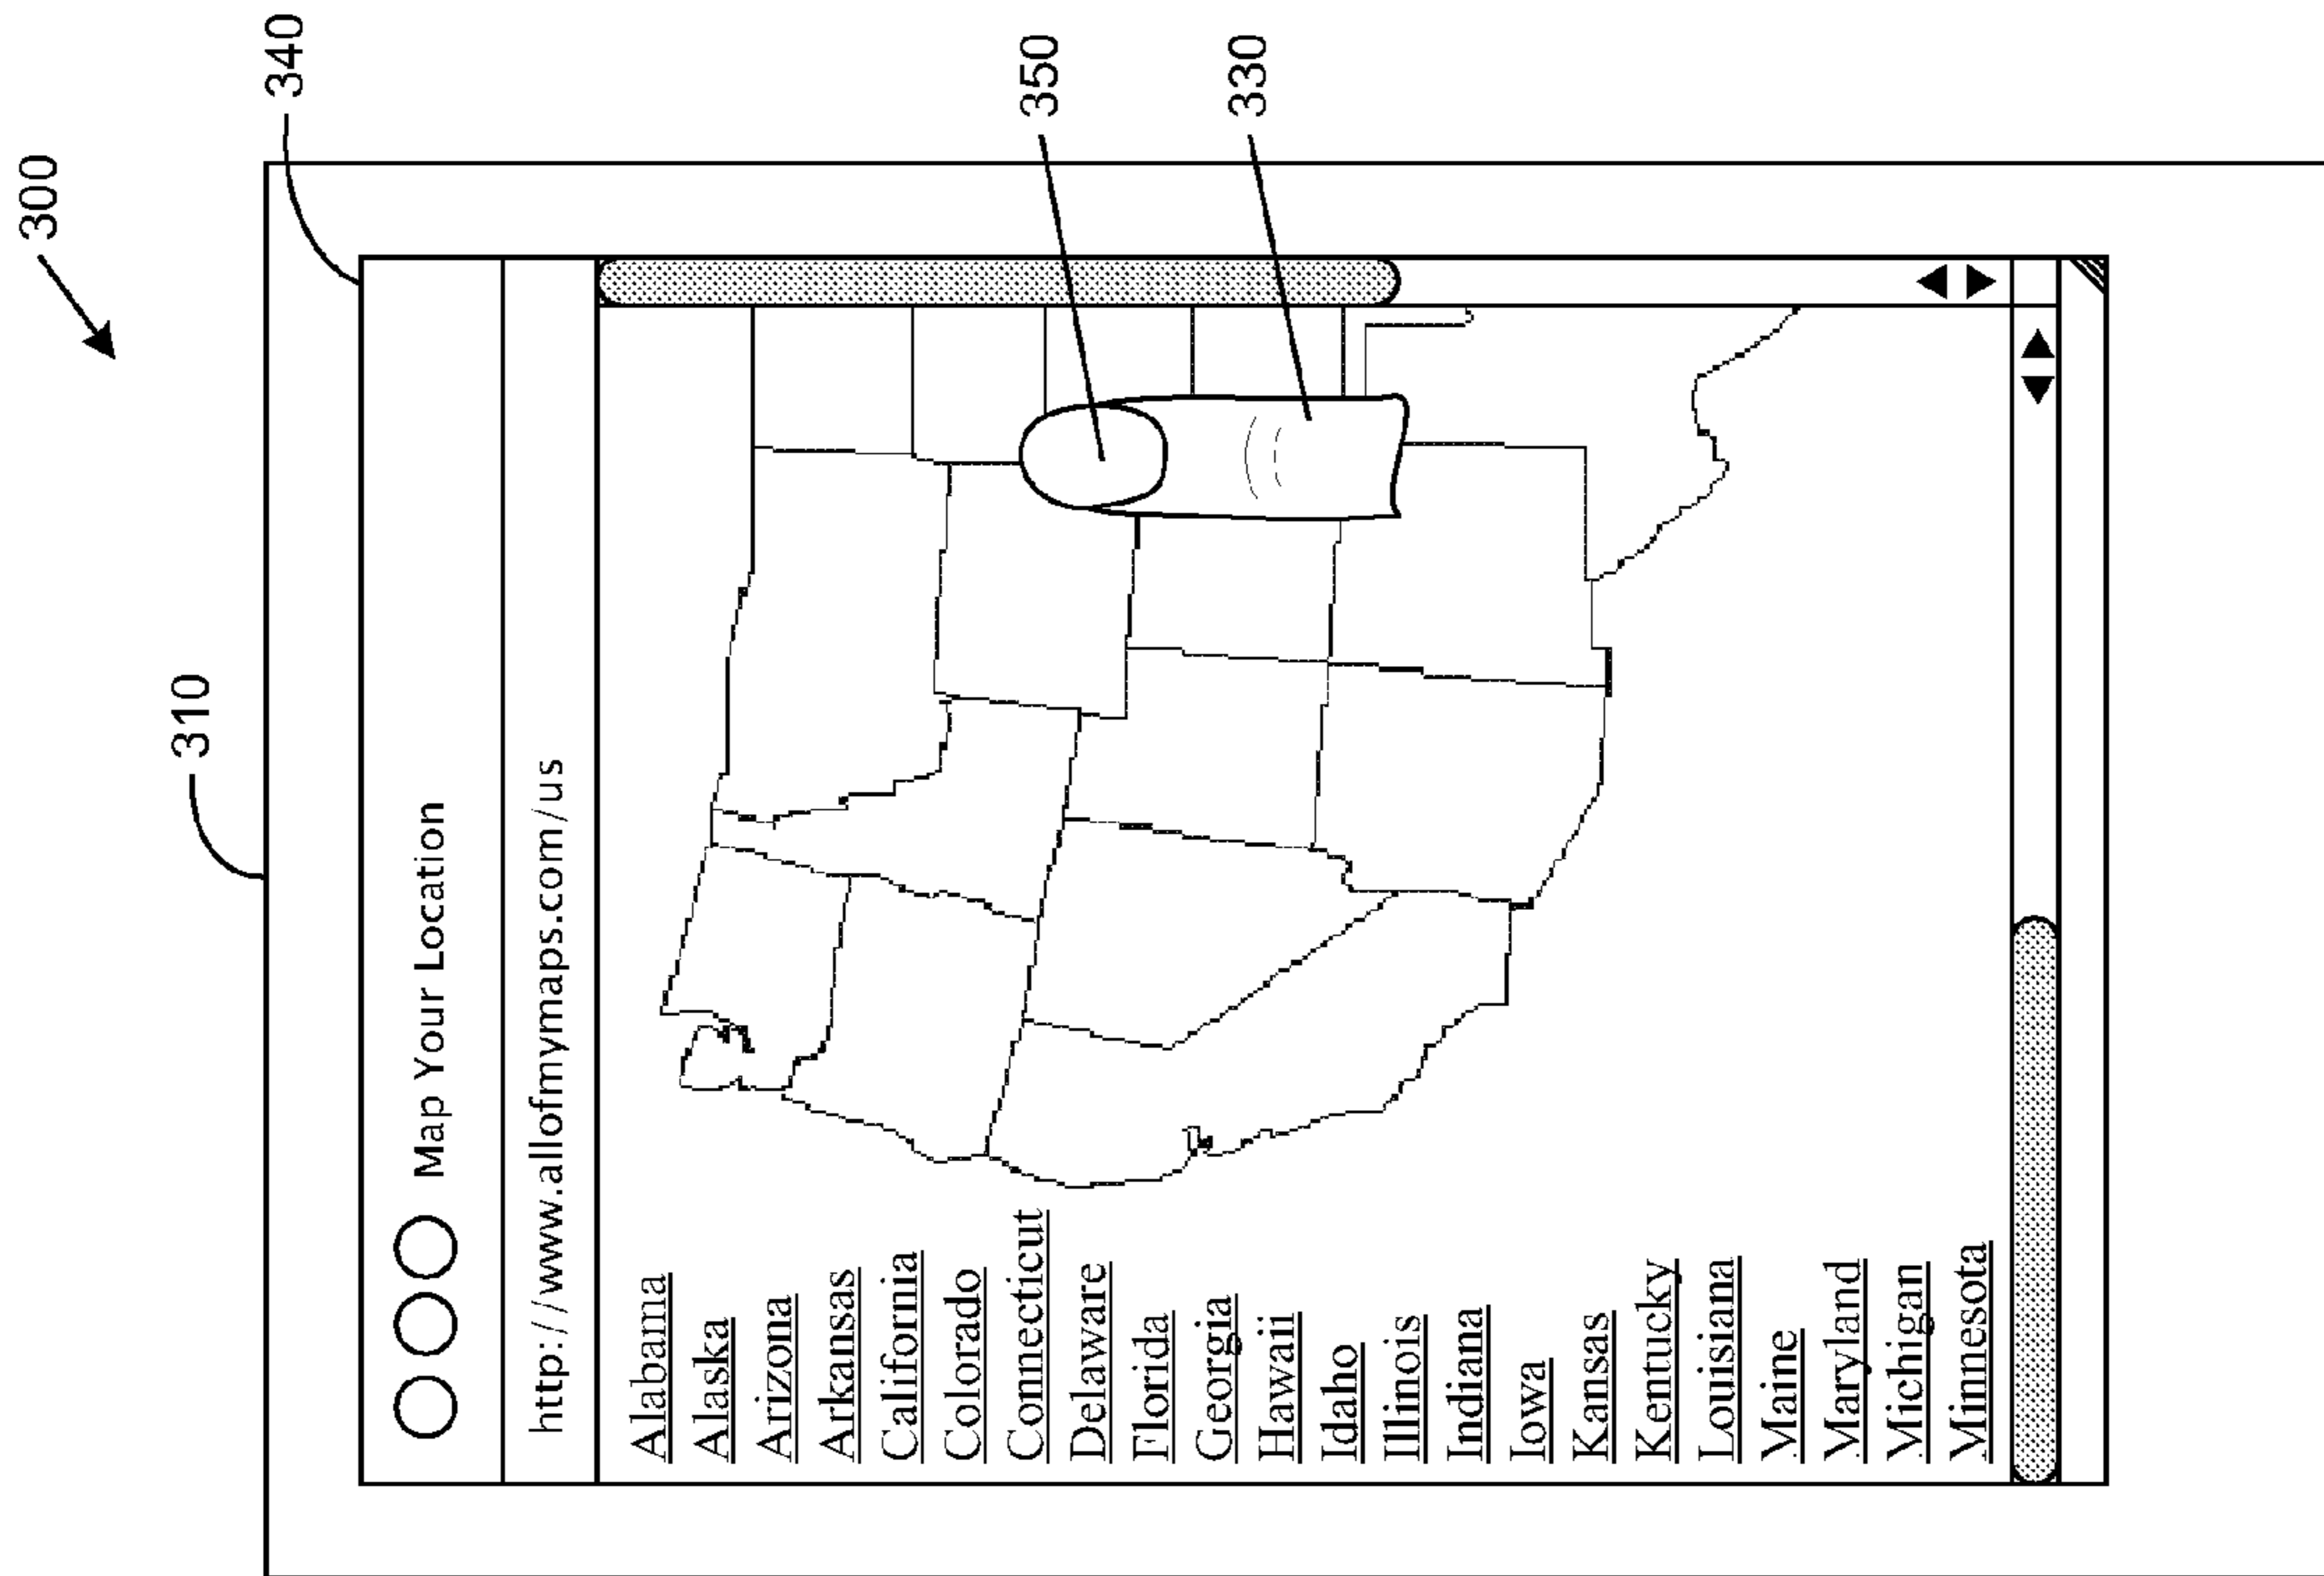 300
310
340
Map Your Location
http://www.allofmymaps.com/us
Alabama
Alaska
Arizona
Arkansas
California
Colorado
Connecticut
Delaware
Florida
Georgia
Hawaii
Idaho
Illinois
Indiana
Iowa
Kansas
Kentucky
Louisiana
Maine
Maryland
Michigan
Minnesota
350
330